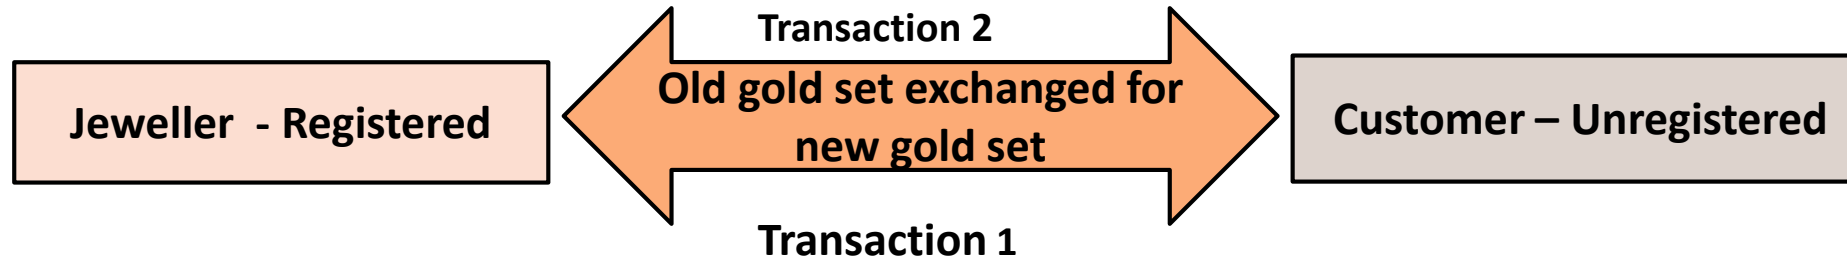 Transaction 2
Jeweller - Registered
Old gold set exchanged for
new gold set
Customer – Unregistered
Transaction 1